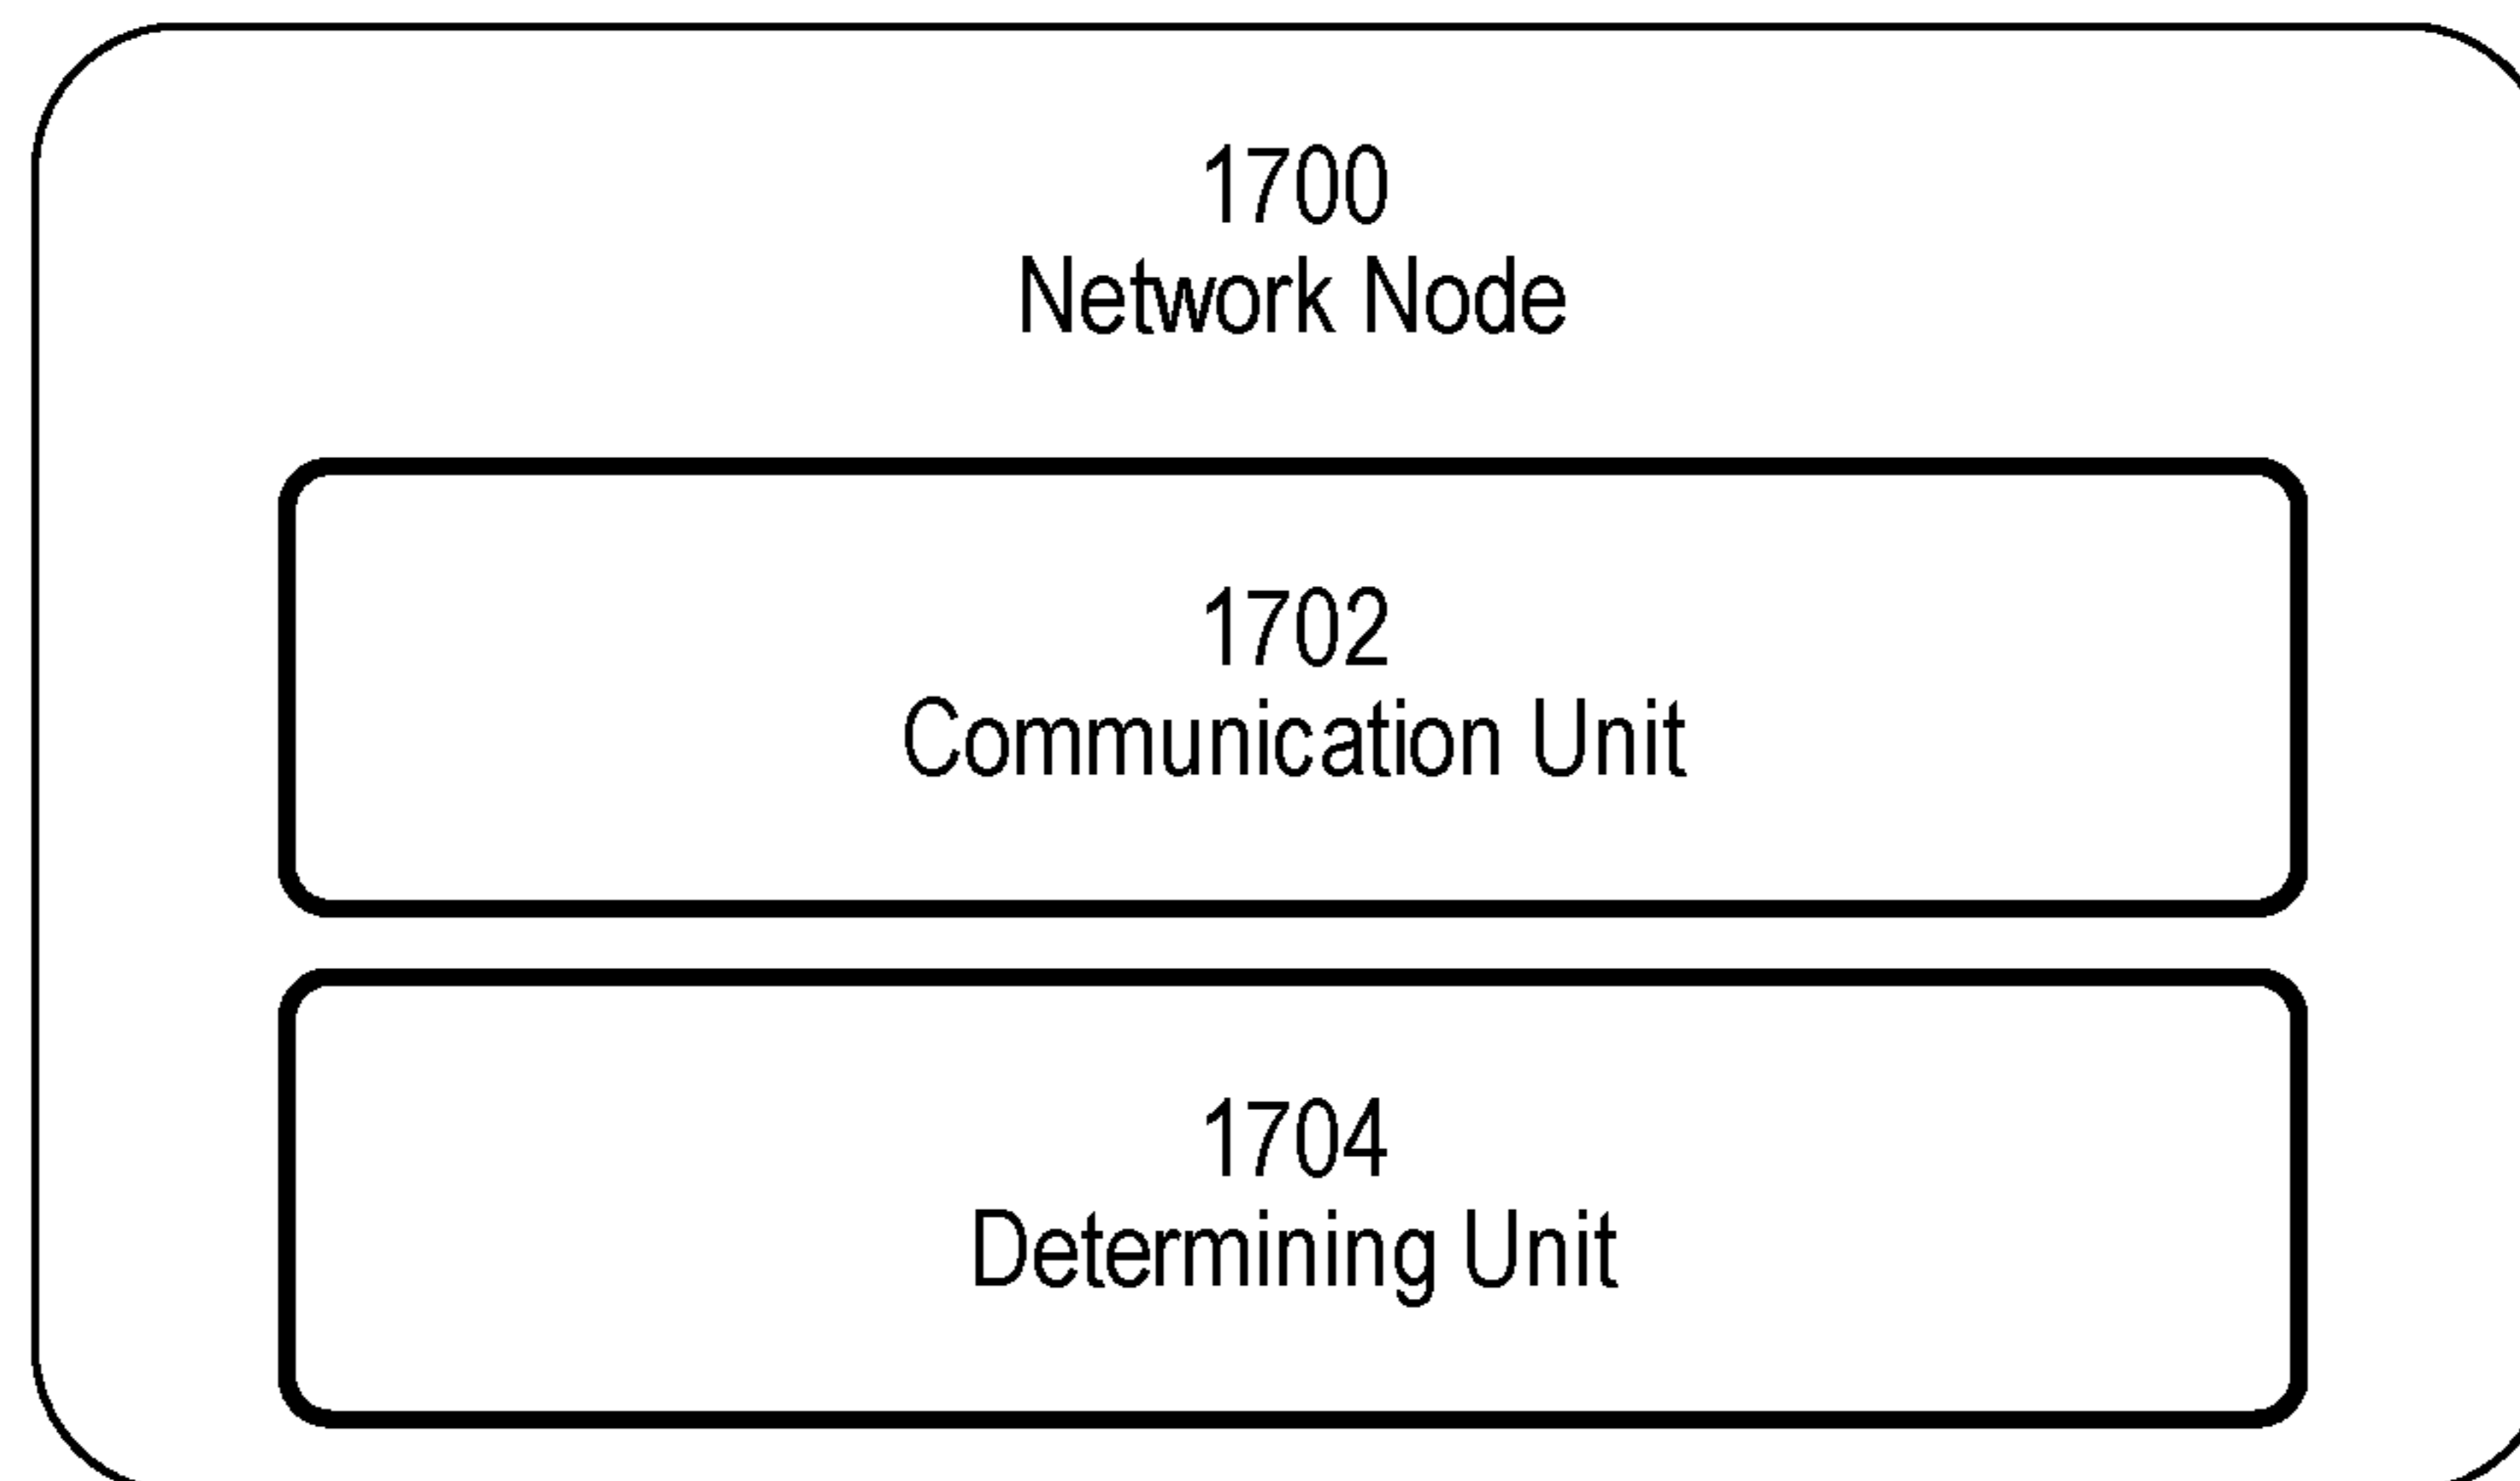 1700
Network Node
1702
Communication Unit
1704
Determining Unit